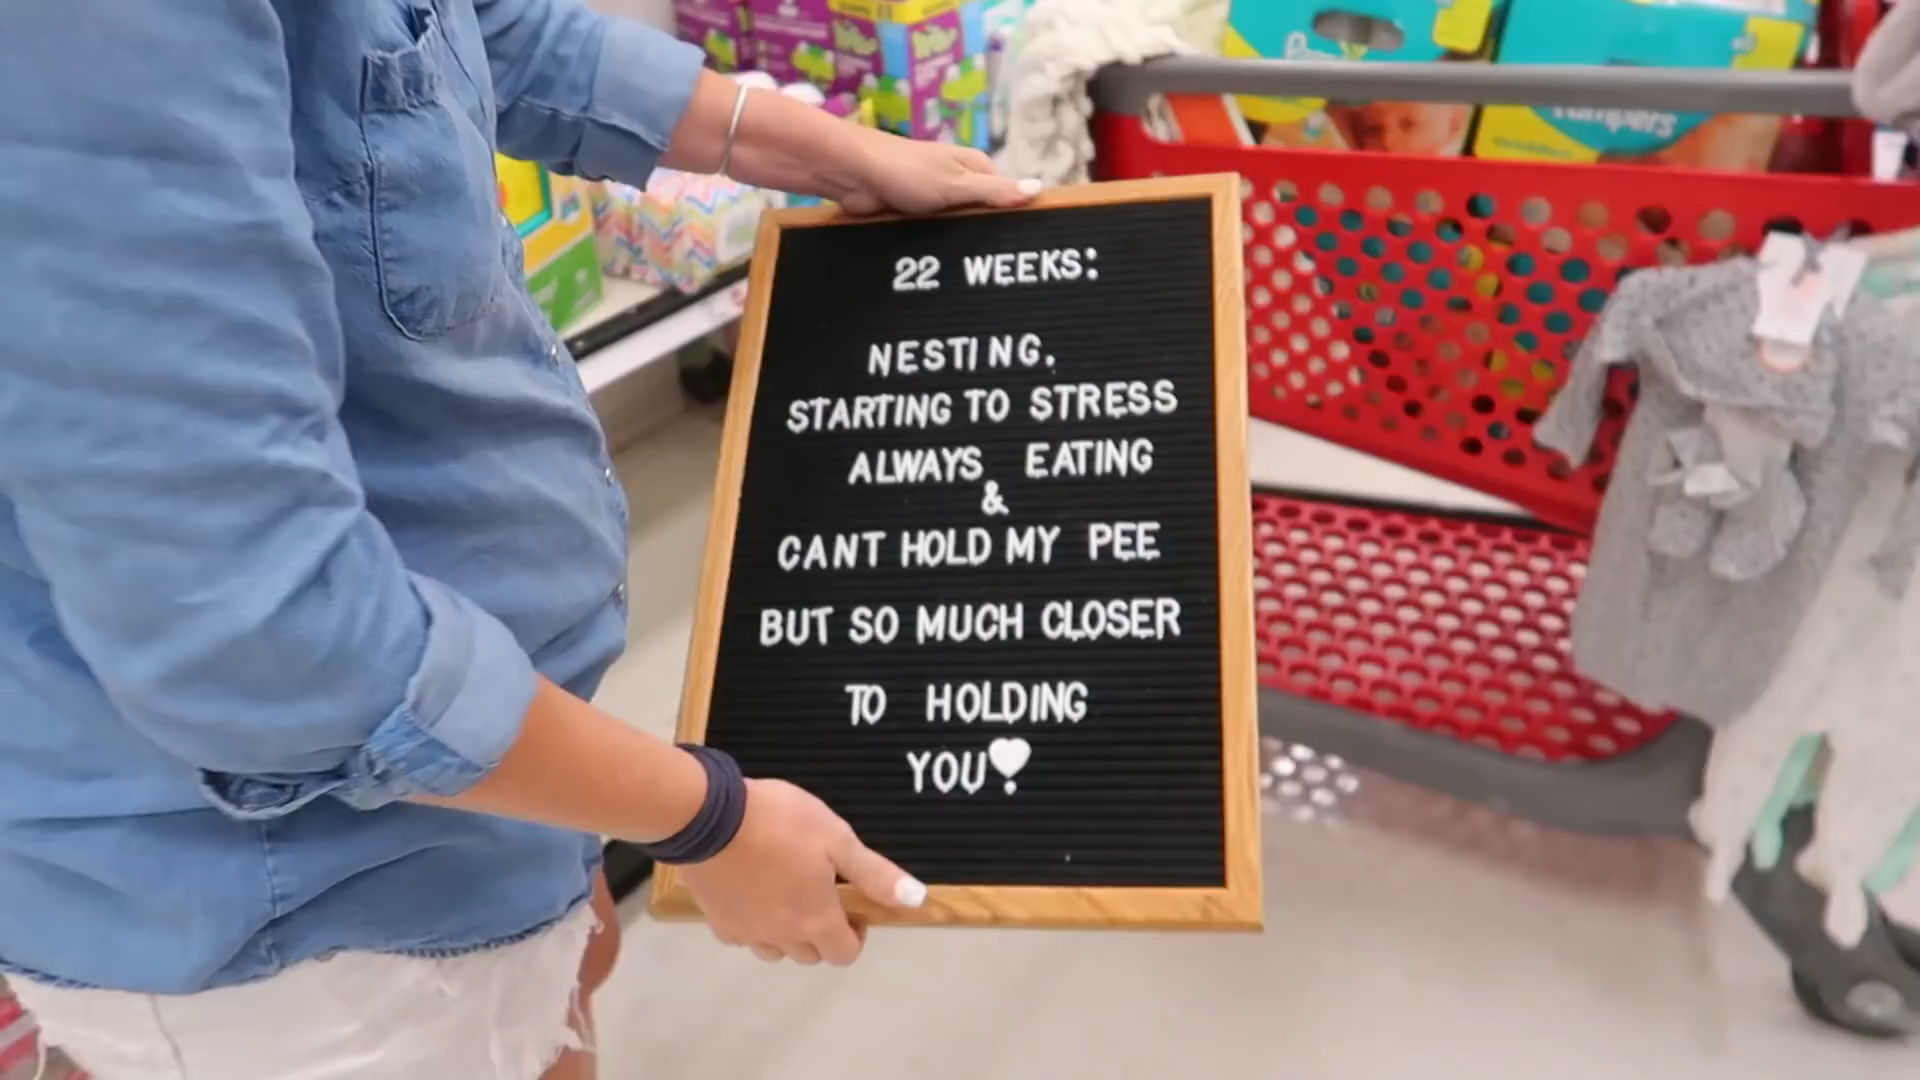 22 WEEKS:
NESTING.
STARTING TO STRESS
ALWAYS EATING
&
CANT HOLD MY PEE
BUT SO MUCH CLOSER
TO HOLDING
YOU!
Pampers